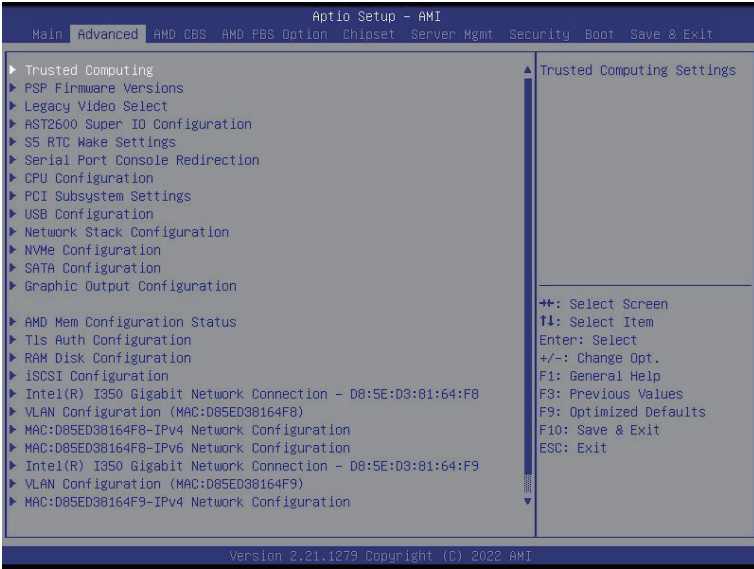 Aptio Setup - AMI
Main Advanced AMD CBS AMD PBS Option Chipset Server Mgmt Security Boot Save & Exit
Trusted Computing
PSP Firmware Versions
Legacy Video Select
AST2600 Super IO Configuration
S5 RTC Wake Settings
Serial Port Console Redirection
CPU Configuration
PCI Subsystem Settings
USB Configuration
Network Stack Configuration
NVMe Configuration
SATA Configuration
Graphic Output Configuration
AMD Mem Configuration Status
Tls Auth Configuration
RAM Disk Configuration
iSCSI Configuration
Intel(R) I350 Gigabit Network Connection - D8:5E:D3:81:64:F8
VLAN Configuration (MAC:D85ED38164F8)
MAC:D85ED38164F8-IPv4 Network Configuration
MAC:D85ED38164F8-IPv6 Network Configuration
Intel(R) I350 Gigabit Network Connection - D8:5E:D3:81:64:F9
VLAN Configuration (MAC:D85ED38164F9)
MAC:D85ED38164F9-IPv4 Network Configuration
Trusted Computing Settings
→←: Select Screen
↑↓: Select Item
Enter: Select
+/-: Change Opt.
F1: General Help
F3: Previous Values
F9: Optimized Defaults
F10: Save & Exit
ESC: Exit
Version 2.21.1279 Copyright (C) 2022 AMI